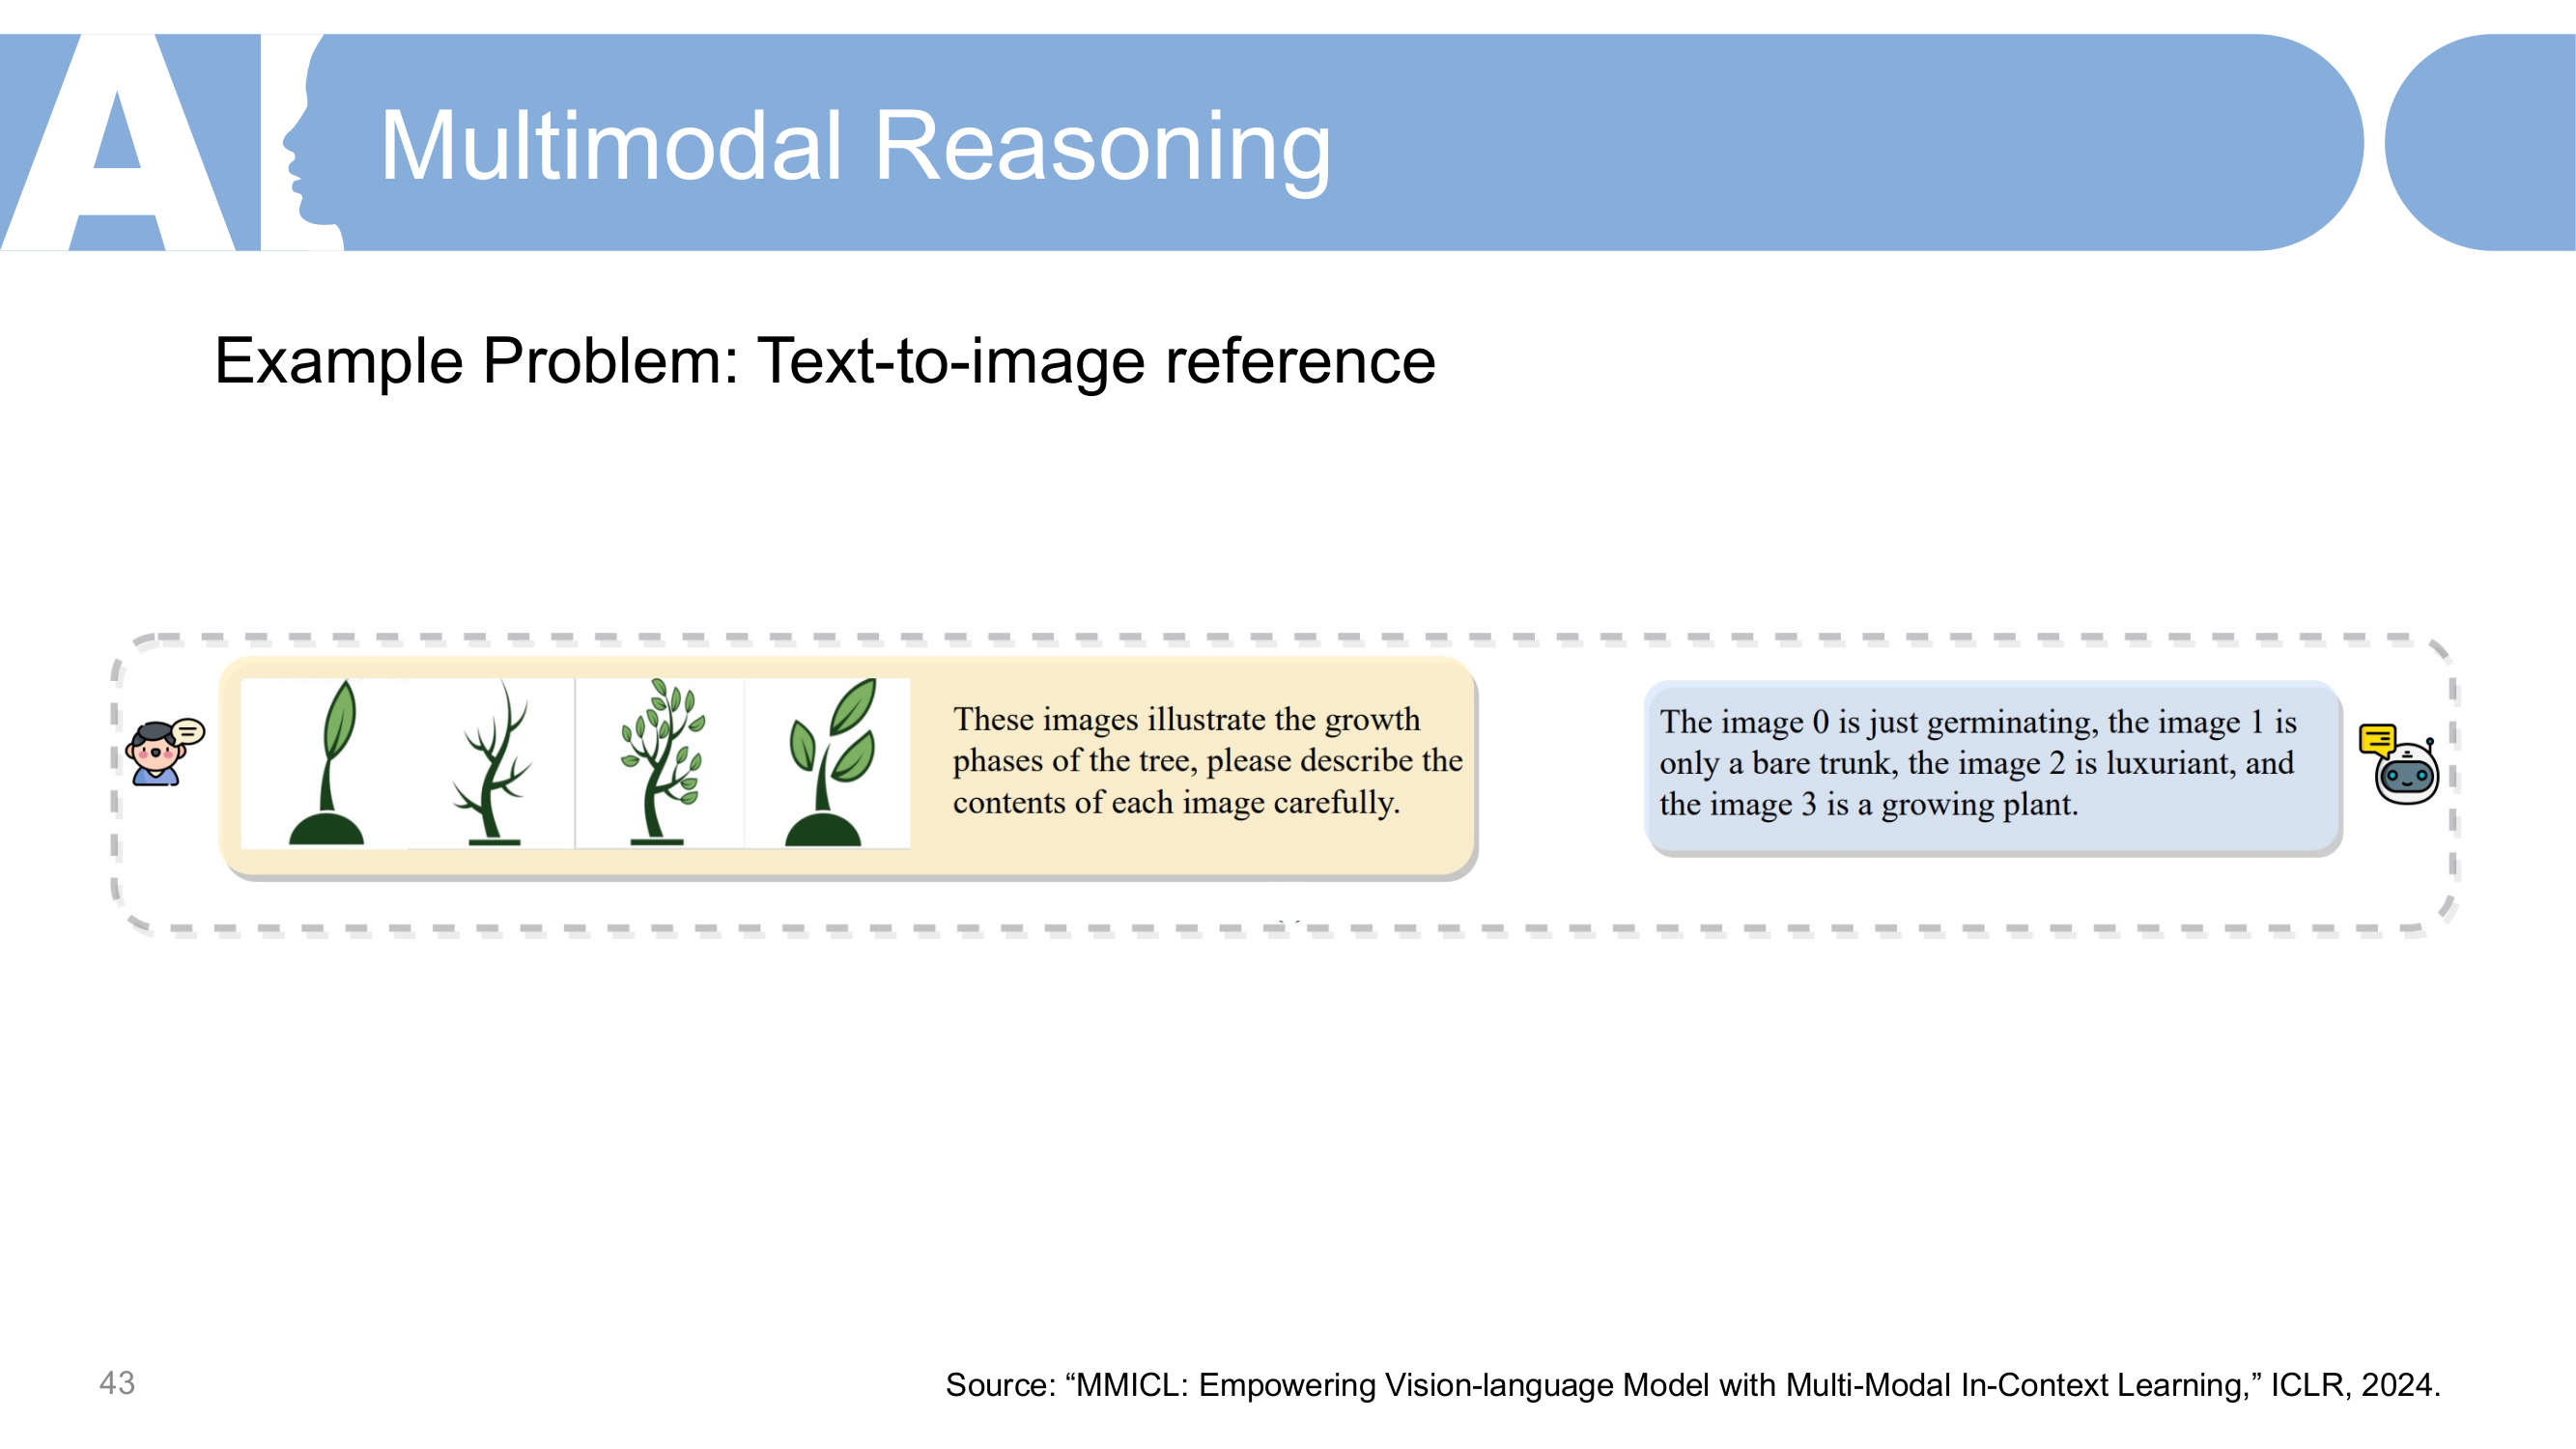 AI
Multimodal Reasoning
Example Problem: Text-to-image reference
These images illustrate the growth
phases of the tree, please describe the
contents of each image carefully.
The image 0 is just germinating, the image 1 is
only a bare trunk, the image 2 is luxuriant, and
the image 3 is a growing plant.
43
Source: “MMICL: Empowering Vision-language Model with Multi-Modal In-Context Learning,” ICLR, 2024.